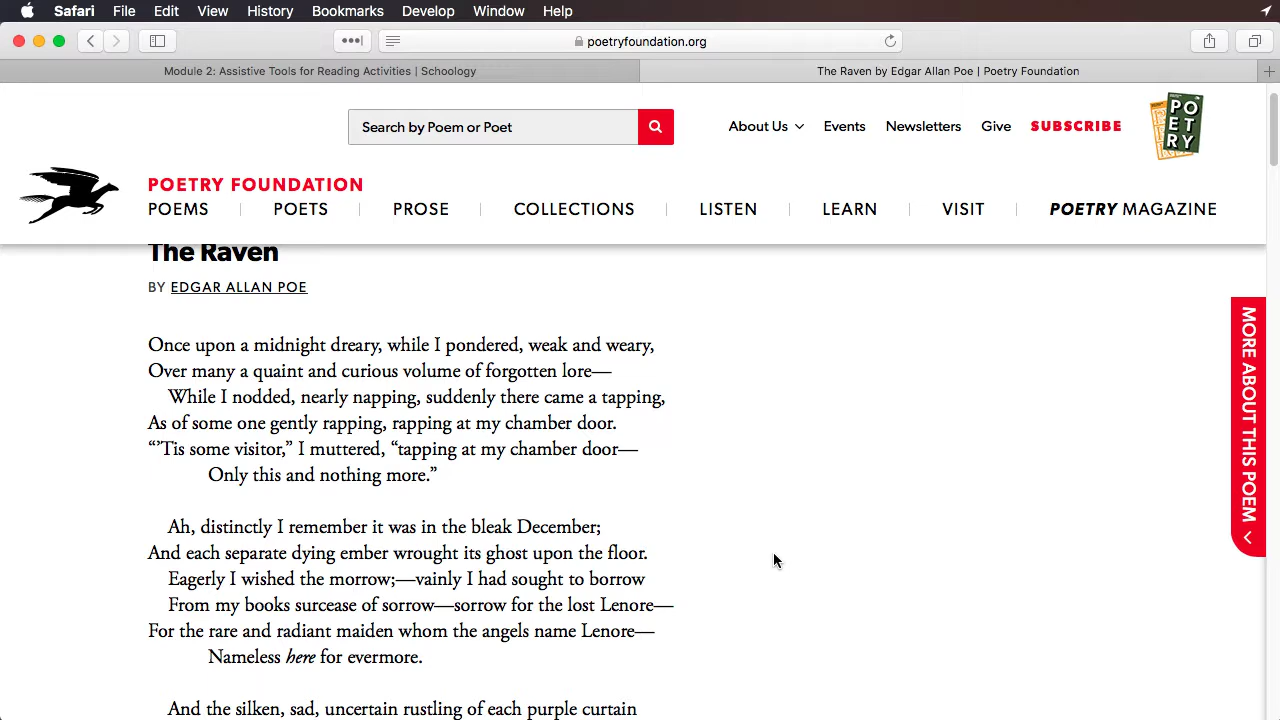 Safari File Edit View History Bookmarks Develop Window Help
poetryfoundation.org
Module 2: Assistive Tools for Reading Activities | Schoology
The Raven by Edgar Allan Poe | Poetry Foundation
Search by Poem or Poet
About Us Events Newsletters Give SUBSCRIBE
POETRY
POETRY FOUNDATION
POEMS | POETS | PROSE | COLLECTIONS | LISTEN | LEARN | VISIT | POETRY MAGAZINE
The Raven
BY EDGAR ALLAN POE
Once upon a midnight dreary, while I pondered, weak and weary,
Over many a quaint and curious volume of forgotten lore—
While I nodded, nearly napping, suddenly there came a tapping,
As of some one gently rapping, rapping at my chamber door.
“’Tis some visitor,” I muttered, “tapping at my chamber door—
Only this and nothing more.”
Ah, distinctly I remember it was in the bleak December;
And each separate dying ember wrought its ghost upon the floor.
Eagerly I wished the morrow;—vainly I had sought to borrow
From my books surcease of sorrow—sorrow for the lost Lenore—
For the rare and radiant maiden whom the angels name Lenore—
Nameless here for evermore.
And the silken, sad, uncertain rustling of each purple curtain
MORE ABOUT THIS POEM